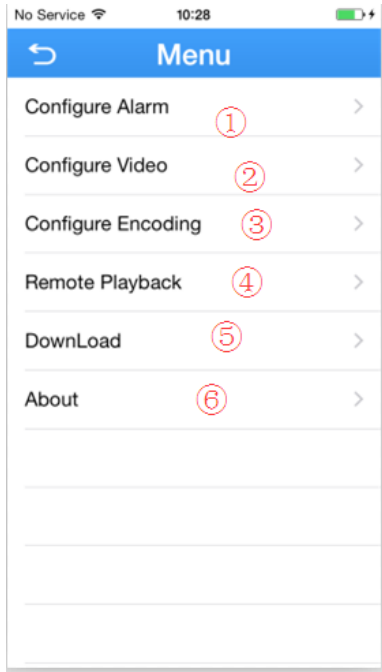 No Service 10:28
Menu
Configure Alarm ①
Configure Video ②
Configure Encoding ③
Remote Playback ④
DownLoad ⑤
About ⑥